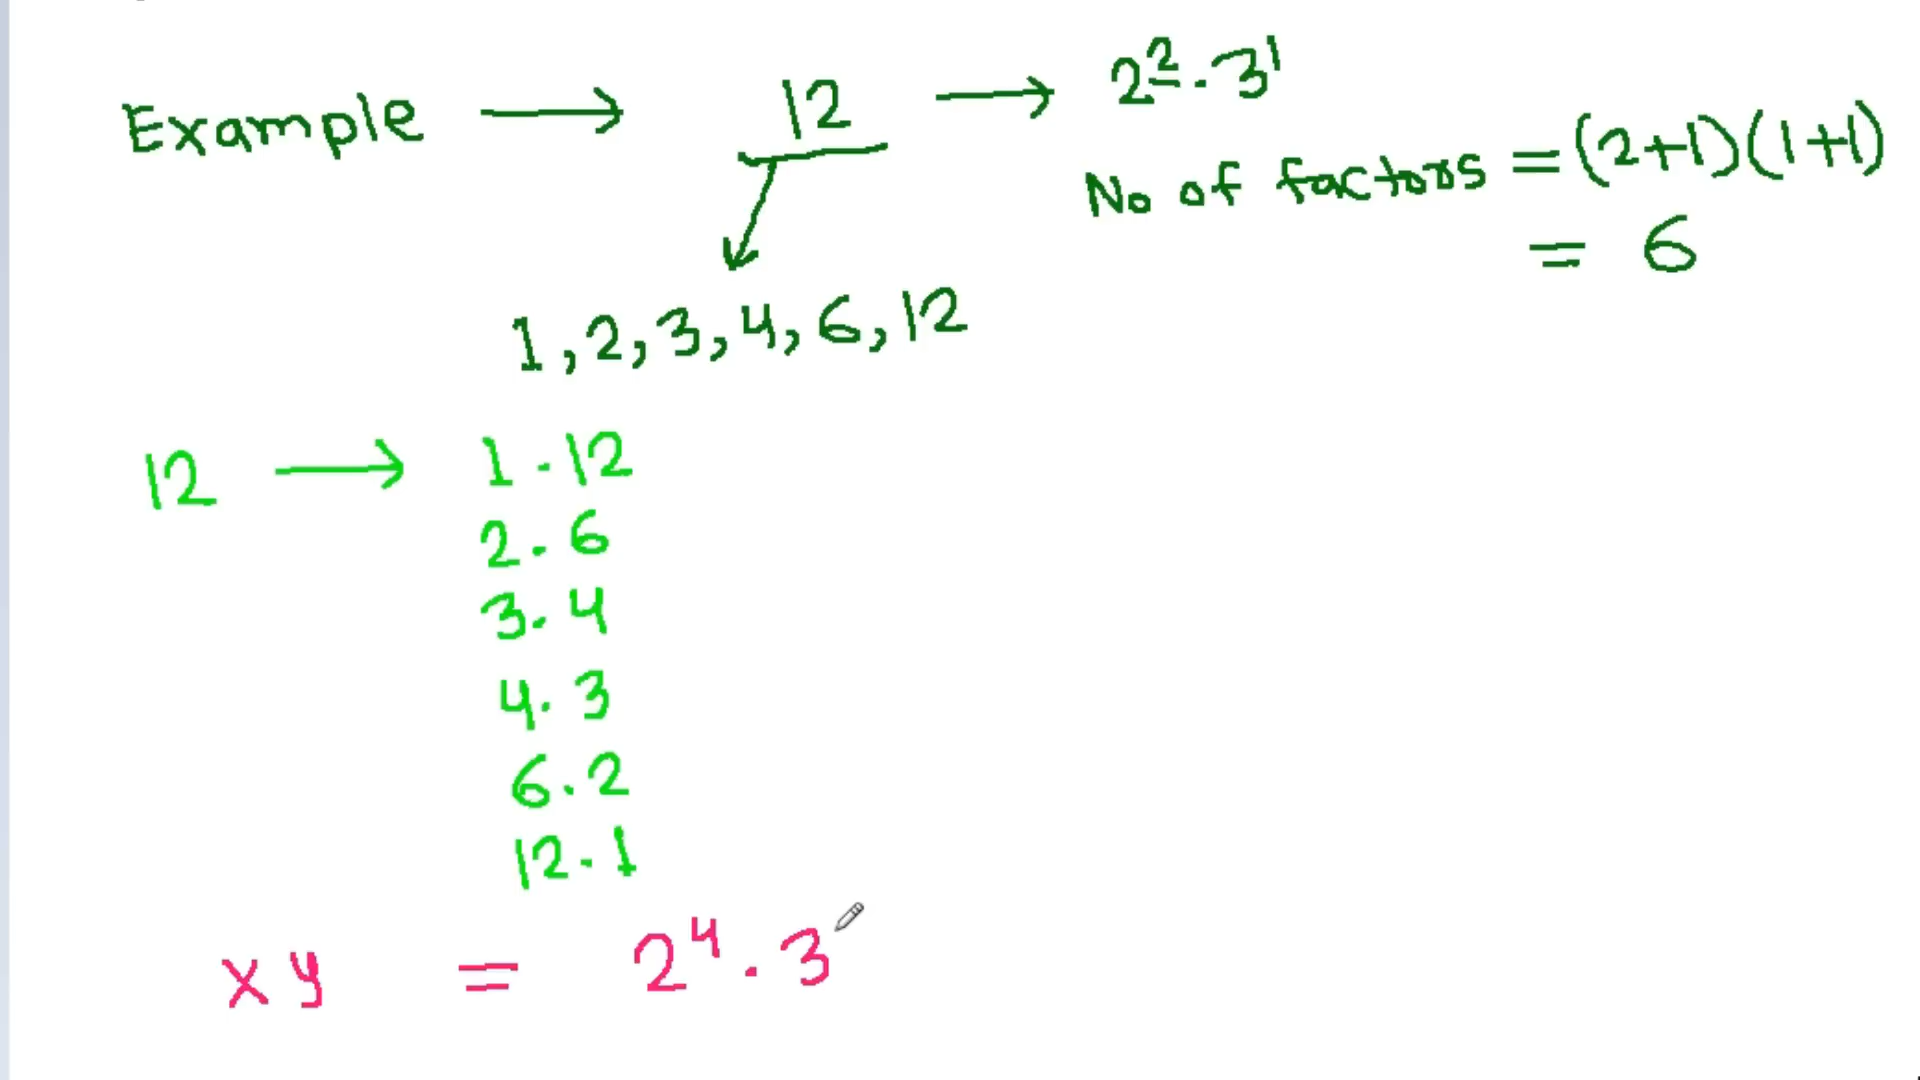 Example → 12 → 2² · 3¹
No of factors = (2+1)(1+1)
= 6
1, 2, 3, 4, 6, 12
12 → 1 · 12
2 · 6
3 · 4
4 · 3
6 · 2
12 · 1
xy = 2⁴ · 3